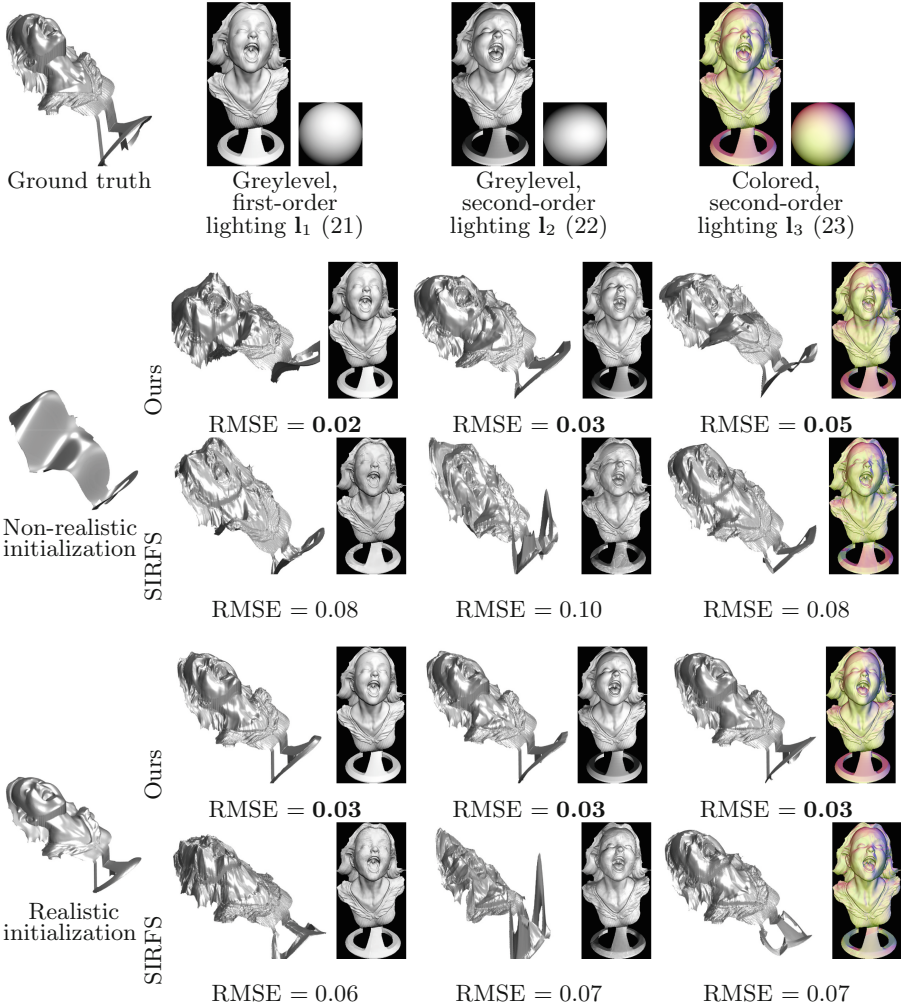 Ground truth
Greylevel,
first-order
lighting l₁ (21)
Greylevel,
second-order
lighting l₂ (22)
Colored,
second-order
lighting l₃ (23)
Non-realistic
initialization
Ours
RMSE = 0.02
RMSE = 0.03
RMSE = 0.05
SIRFS
RMSE = 0.08
RMSE = 0.10
RMSE = 0.08
Realistic
initialization
Ours
RMSE = 0.03
RMSE = 0.03
RMSE = 0.03
SIRFS
RMSE = 0.06
RMSE = 0.07
RMSE = 0.07